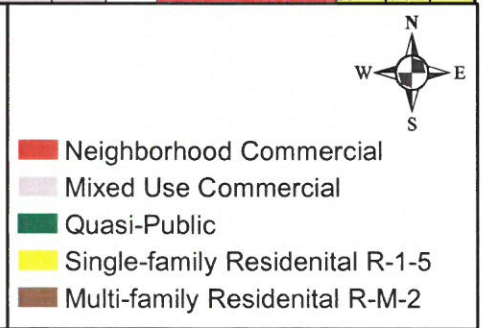 N
W E
S
Neighborhood Commercial
Mixed Use Commercial
Quasi-Public
Single-family Residenital R-1-5
Multi-family Residenital R-M-2